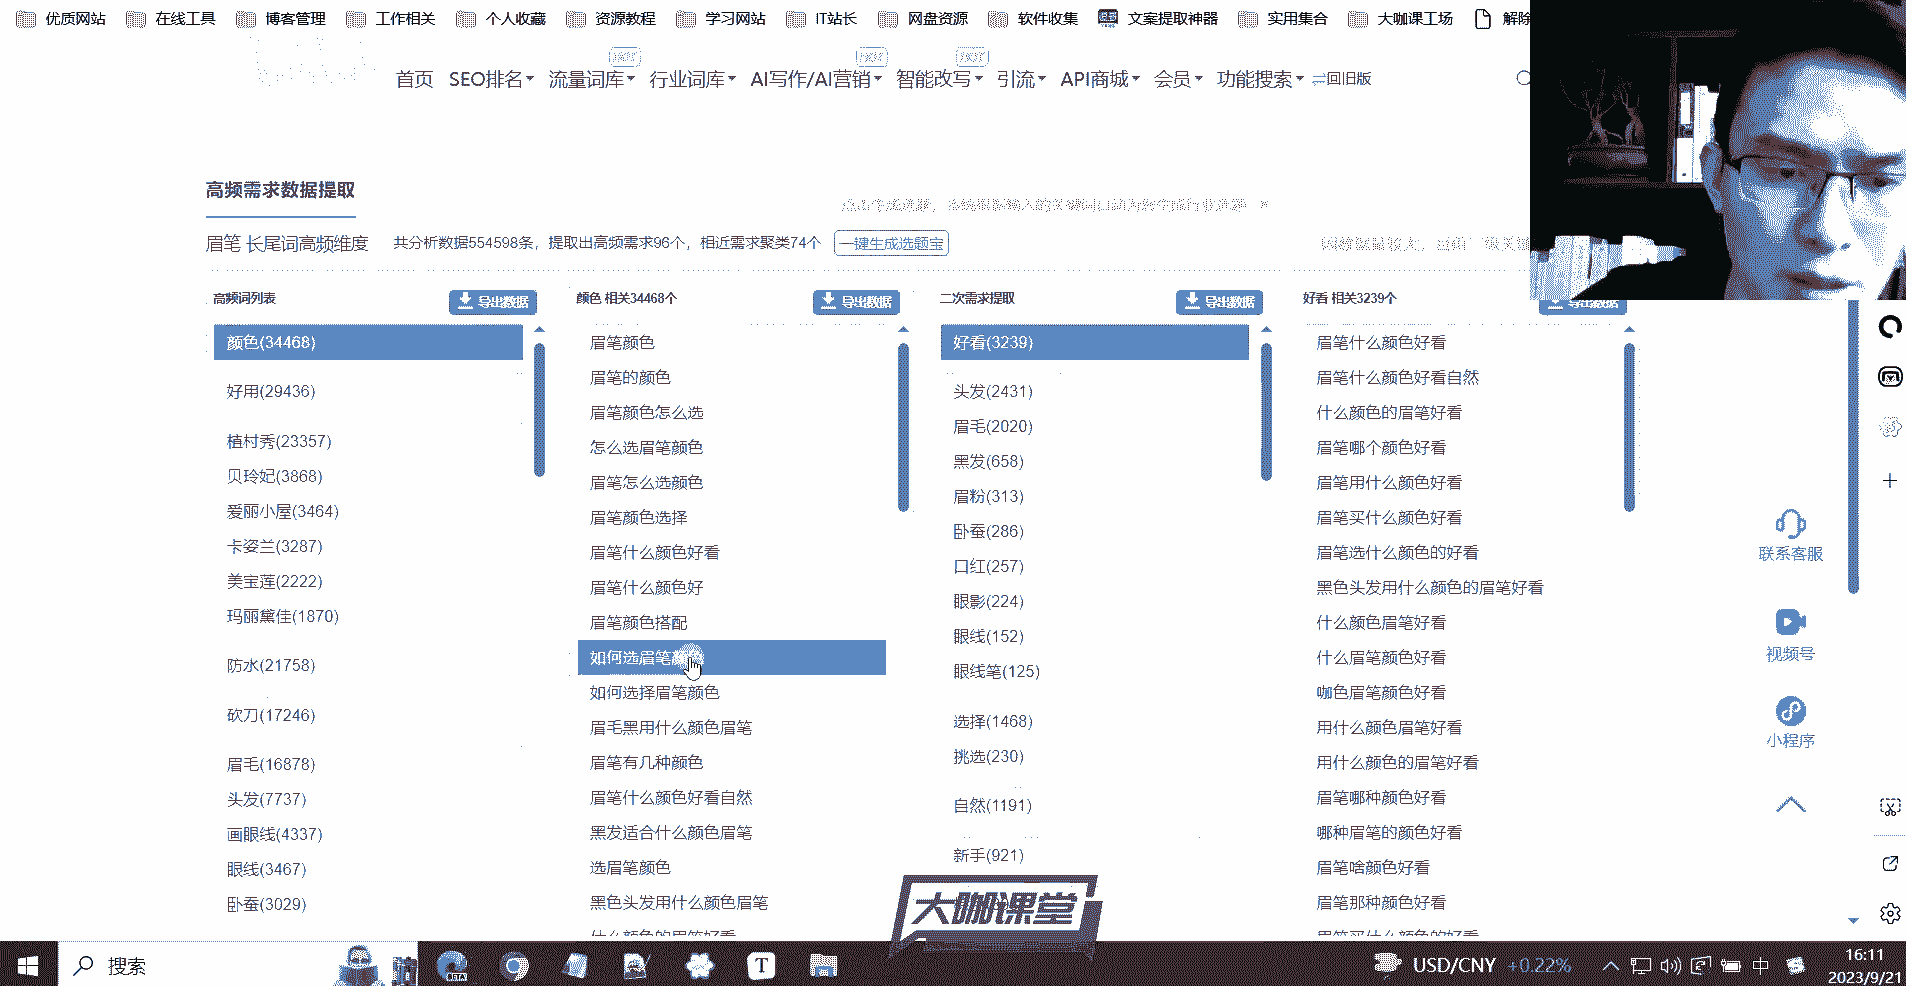 优质网站 在线工具 博客管理 工作相关 个人收藏 资源教程 学习网站 IT站长 网盘资源 软件收集 文案提取神器 实用集合 大咖课工场 解除
HOT HOT HOT
首页 SEO排名 流量词库 行业词库 AI写作/AI营销 智能改写 引流 API商城 会员 功能搜索 回旧版
高频需求数据提取
眉笔 长尾词高频维度 共分析数据554598条，提取出高频需求96个，相近需求聚类74个 一键生成选题宝
高频词列表 导出数据
颜色(34468)
好用(29436)
植村秀(23357)
贝玲妃(3868)
爱丽小屋(3464)
卡姿兰(3287)
美宝莲(2222)
玛丽黛佳(1870)
防水(21758)
砍刀(17246)
眉毛(16878)
头发(7737)
画眼线(4337)
眼线(3467)
卧蚕(3029)
颜色 相关34468个 导出数据
眉笔颜色
眉笔的颜色
眉笔颜色怎么选
怎么选眉笔颜色
眉笔怎么选颜色
眉笔颜色选择
眉笔什么颜色好看
眉笔什么颜色好
眉笔颜色搭配
如何选眉笔颜色
如何选择眉笔颜色
眉毛黑用什么颜色眉笔
眉笔有几种颜色
眉笔什么颜色好看自然
黑发适合什么颜色眉笔
选眉笔颜色
黑色头发用什么颜色眉笔
什么颜色的眉笔好看
二次需求提取 导出数据
好看(3239)
头发(2431)
眉毛(2020)
黑发(658)
眉粉(313)
卧蚕(286)
口红(257)
眼影(224)
眼线(152)
眼线笔(125)
选择(1468)
挑选(230)
自然(1191)
新手(921)
好看 相关3239个 导出数据
眉笔什么颜色好看
眉笔什么颜色好看自然
什么颜色的眉笔好看
眉笔哪个颜色好看
眉笔用什么颜色好看
眉笔买什么颜色好看
眉笔选什么颜色的好看
黑色头发用什么颜色的眉笔好看
什么颜色眉笔好看
什么眉笔颜色好看
咖色眉笔颜色好看
用什么颜色眉笔好看
用什么颜色的眉笔好看
眉笔哪种颜色好看
哪种眉笔的颜色好看
眉笔啥颜色好看
眉笔那种颜色好看
眉笔买什么颜色的好看
联系客服
视频号
小程序
大咖课堂
搜索
BETA
T
USD/CNY +0.22%
中
16:11
2023/9/21